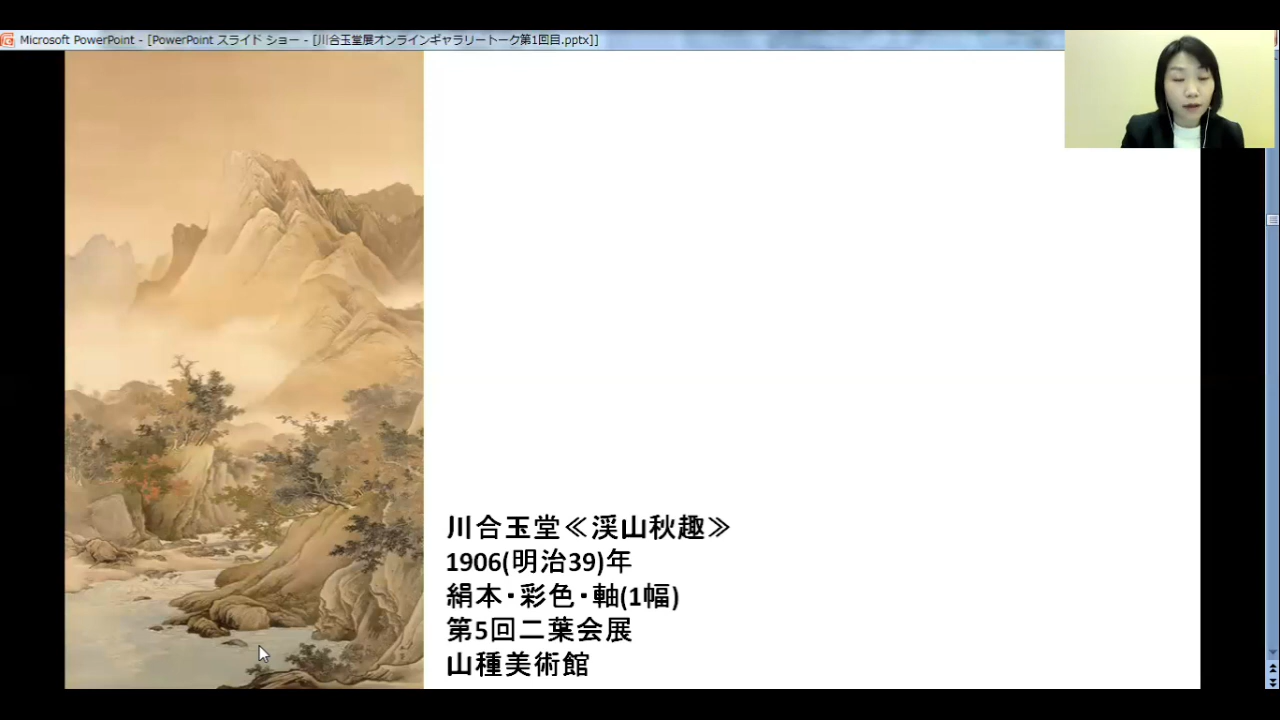 Microsoft PowerPoint - [PowerPoint スライド ショー - [川合玉堂展オンラインギャラリートーク第1回目.pptx]]
川合玉堂≪渓山秋趣≫
1906(明治39)年
絹本・彩色・軸(1幅)
第5回二葉会展
山種美術館